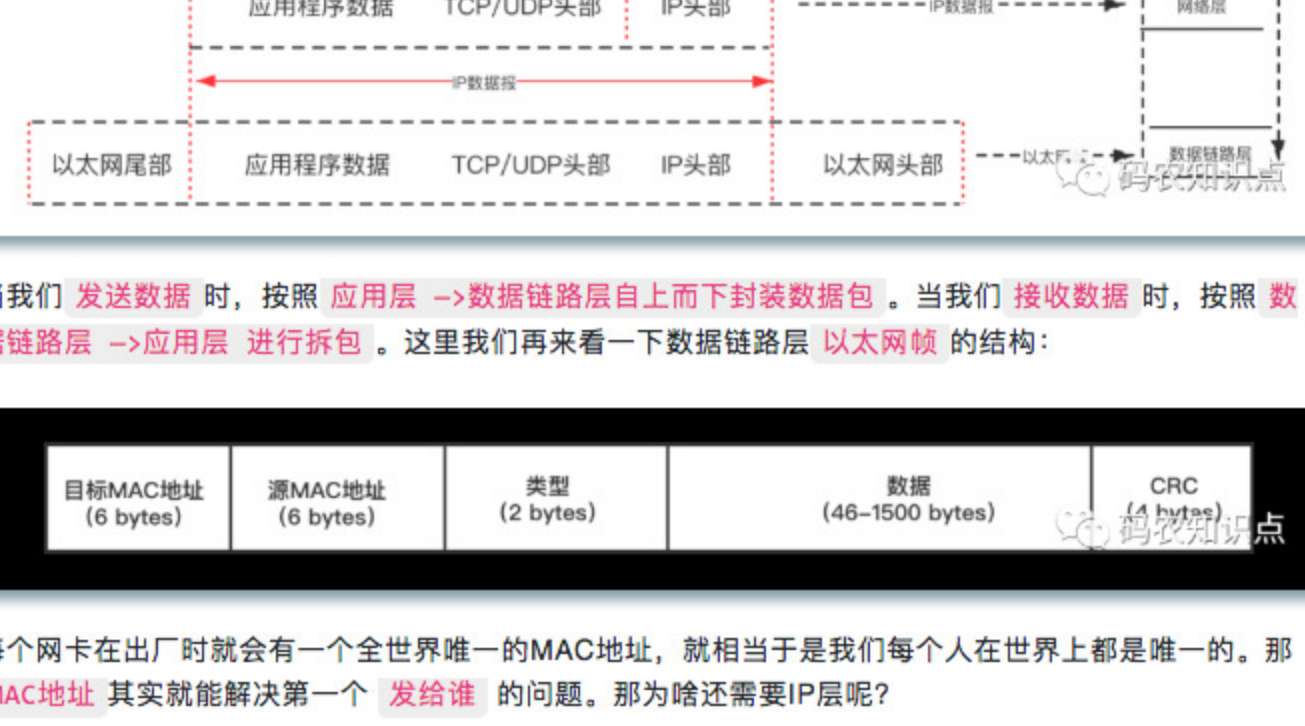 应用程序数据 TCP/UDP头部 IP头部 IP数据报 网络层
IP数据报
以太网尾部 应用程序数据 TCP/UDP头部 IP头部 以太网头部 数据链路层
码农知识点
当我们 发送数据 时，按照 应用层 —>数据链路层自上而下封装数据包 。当我们 接收数据 时，按照 数
据链路层 —>应用层 进行拆包 。这里我们再来看一下数据链路层 以太网帧 的结构：
目标MAC地址 源MAC地址 类型 数据 CRC
(6 bytes) (6 bytes) (2 bytes) (46-1500 bytes) (4 bytes)
码农知识点
每个网卡在出厂时就会有一个全世界唯一的MAC地址，就相当于是我们每个人在世界上都是唯一的。那
MAC地址 其实就能解决第一个 发给谁 的问题。那为啥还需要IP层呢？